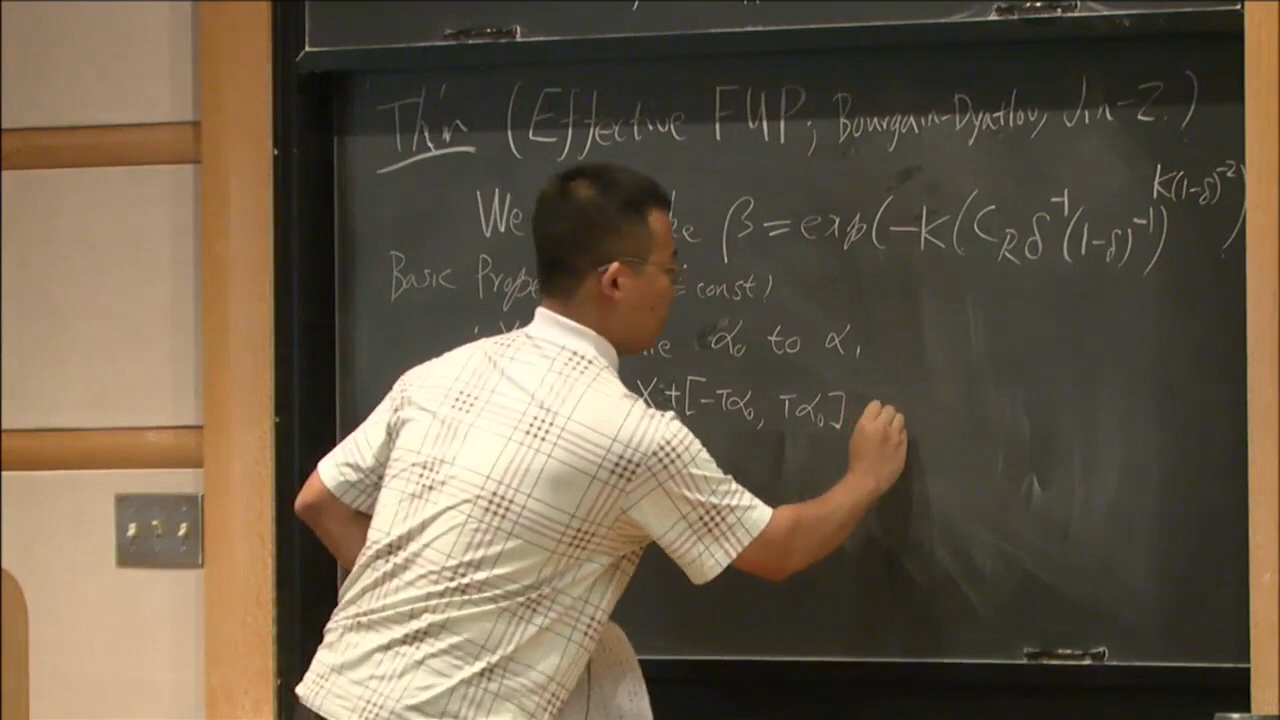 Thm (Effective FUP; Bourgain-Dyatlov, Jin-Z.)
We β = exp(-K(C_R δ^{-1}(1-δ)^{-1})^{K(1-δ)^{-2}})
Basic const)
α₀ to α₁
X+[-Tα₀, Tα₀]